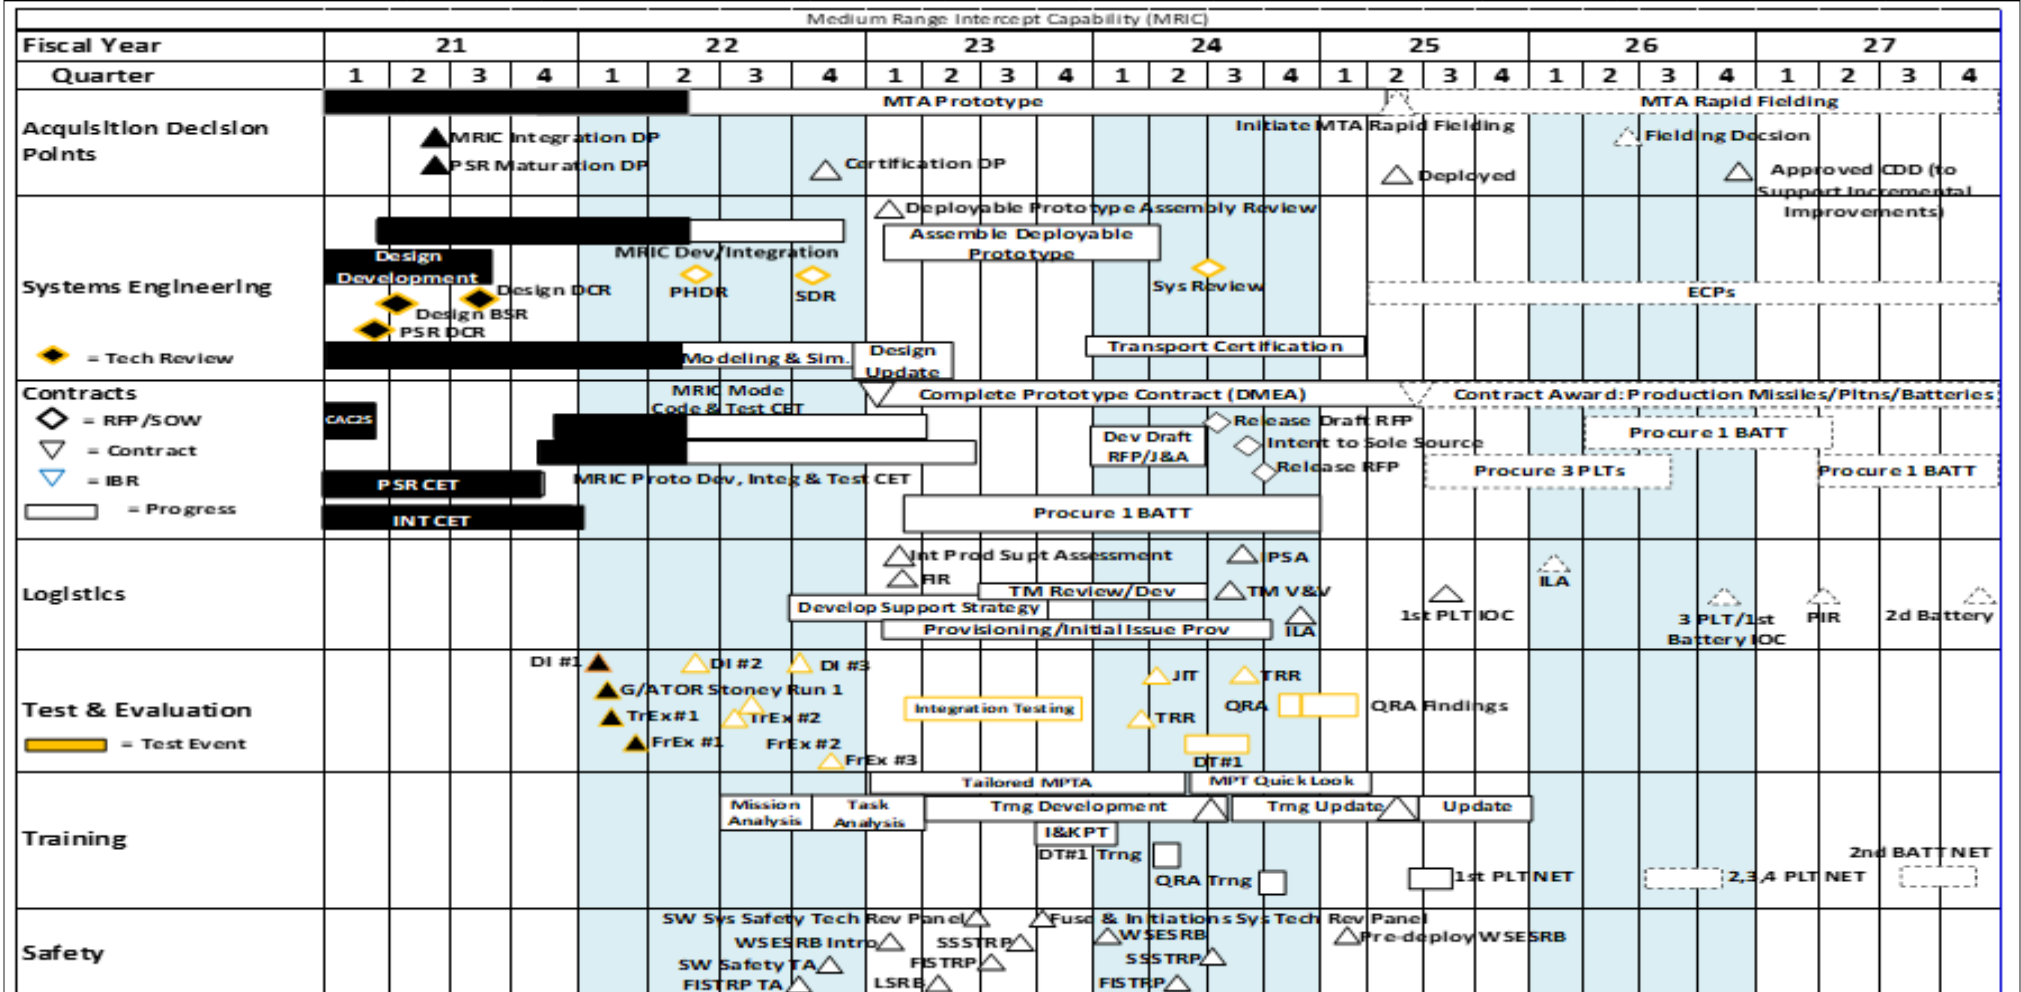 Medium Range Intercept Capability (MRIC)
Fiscal Year 21 22 23 24 25 26 27
Quarter 1 2 3 4 1 2 3 4 1 2 3 4 1 2 3 4 1 2 3 4 1 2 3 4 1 2 3 4
Acquisition Decision
Points
MTA Prototype
MTA Rapid Fielding
Initiate MTA Rapid Fielding
MRIC Integration DP
Fielding Decsion
PSR Maturation DP
Certification DP
Deployed
Approved CDD (to
Support Incremental
Improvements)
Systems Engineering
Deployable Prototype Assembly Review
Assemble Deployable
Prototype
MRIC Dev/Integration
Design
Development
Design DCR
PHDR
SDR
Sys Review
ECPs
Design BSR
PSR DCR
= Tech Review
Modeling & Sim.
Design
Update
Transport Certification
Contracts
= RFP/SOW
= Contract
= IBR
= Progress
CAC2S
MRIC Mode
Code & Test CET
Complete Prototype Contract (DMEA)
Contract Award: Production Missiles/Pltns/Batteries
Dev Draft
RFP/J&A
Release Draft RFP
Intent to Sole Source
Release RFP
Procure 1 BATT
Procure 3 PLTs
Procure 1 BATT
PSR CET
MRIC Proto Dev, Integ & Test CET
INT CET
Procure 1 BATT
Logistics
Int Prod Supt Assessment
IPSA
FIR
TM Review/Dev
TM V&V
ILA
Develop Support Strategy
1st PLT IOC
3 PLT/1st
Battery IOC
PIR
2d Battery
Provisioning/Initial Issue Prov
ILA
Test & Evaluation
= Test Event
DI #1
DI #2
DI #3
G/ATOR Stoney Run 1
TrEx #1
TrEx #2
FrEx #1
FrEx #2
FrEx #3
Integration Testing
JIT
TRR
TRR
QRA
QRA Findings
DT#1
Training
Tailored MPTA
MPT Quick Look
Mission
Analysis
Task
Analysis
Trng Development
Trng Update
Update
I&KPT
DT#1 Trng
QRA Trng
1st PLT NET
2,3,4 PLT NET
2nd BATT NET
Safety
SW Sys Safety Tech Rev Panel
Fuse & Initiations Sys Tech Rev Panel
WSESRB Intro
SSSTRP
WSESRB
Pre-deploy WSESRB
SW Safety TA
FISTRP
SSSTRP
FISTRP TA
LSRB
FISTRP